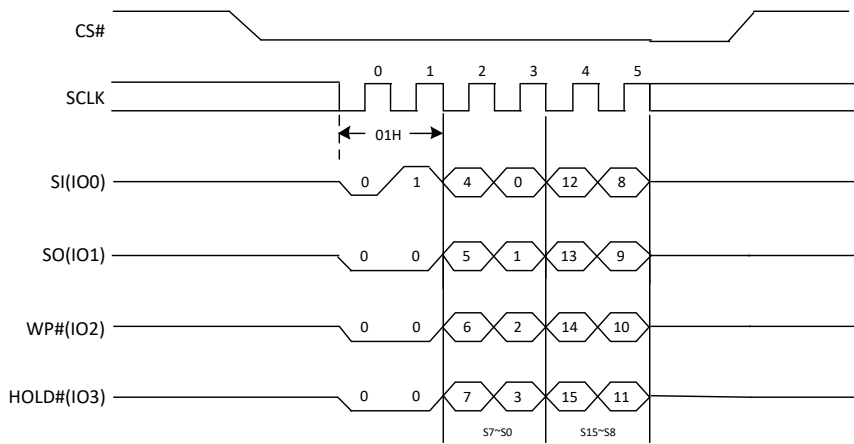 CS#
0 1 2 3 4 5
SCLK
01H
SI(IO0) 0 1 4 0 12 8
SO(IO1) 0 0 5 1 13 9
WP#(IO2) 0 0 6 2 14 10
HOLD#(IO3) 0 0 7 3 15 11
S7~S0 S15~S8